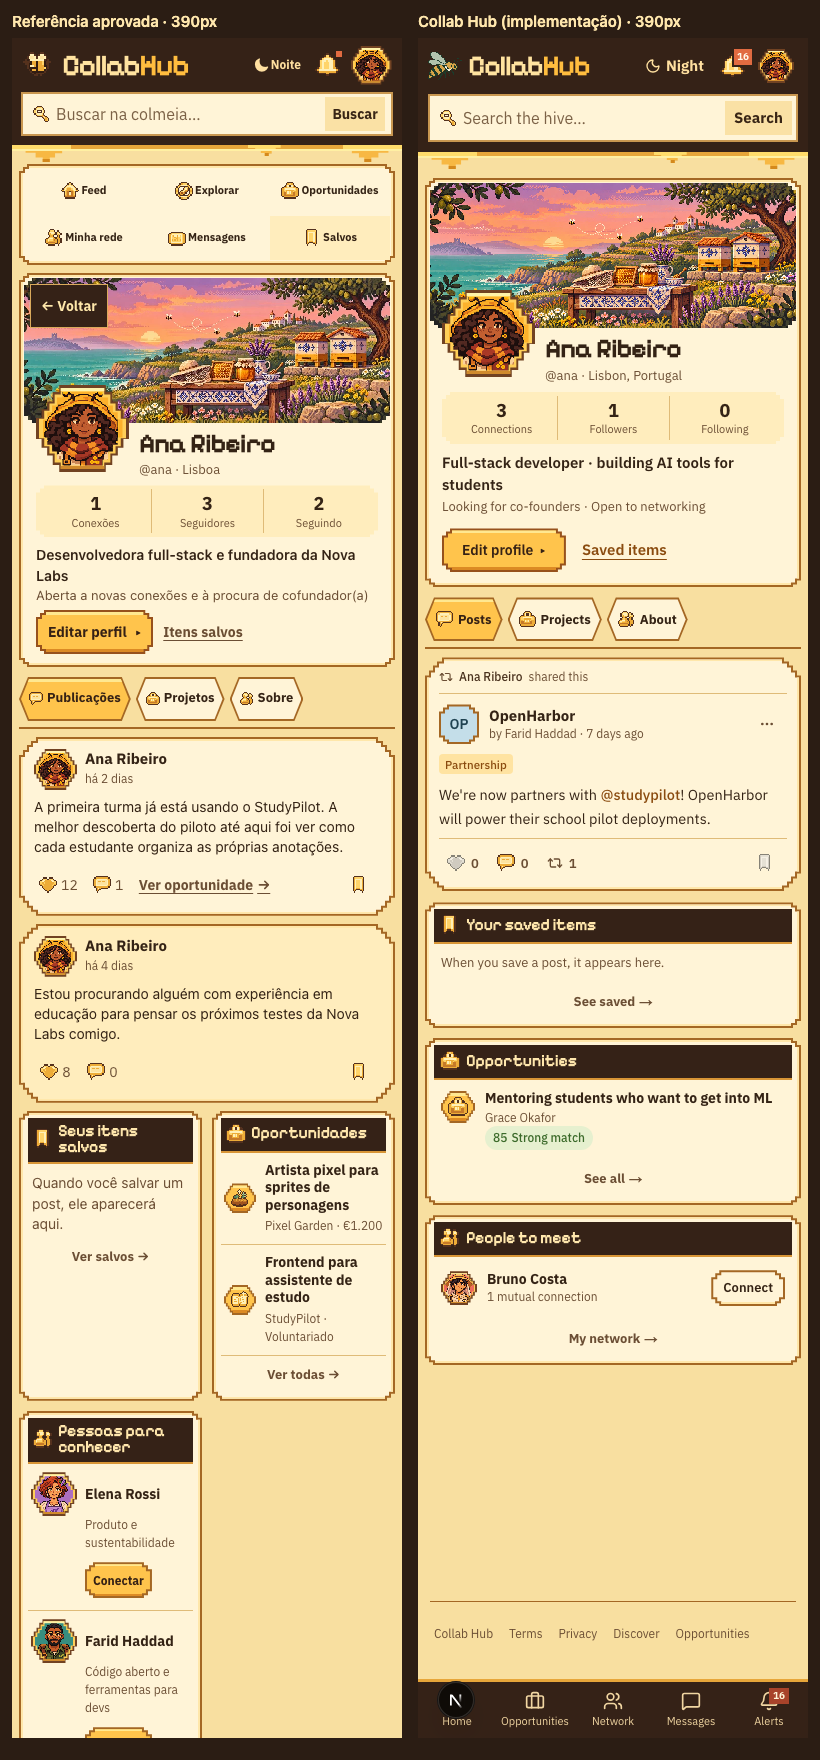 Referência aprovada · 390px
CollabHub
Noite
Buscar na colmeia...
Buscar
Feed
Explorar
Oportunidades
Minha rede
Mensagens
Salvos
← Voltar
Ana Ribeiro
@ana · Lisboa
1
Conexões
3
Seguidores
2
Seguindo
Desenvolvedora full-stack e fundadora da Nova
Labs
Aberta a novas conexões e à procura de cofundador(a)
Editar perfil ▸
Itens salvos
Publicações
Projetos
Sobre
Ana Ribeiro
há 2 dias
A primeira turma já está usando o StudyPilot. A
melhor descoberta do piloto até aqui foi ver como
cada estudante organiza as próprias anotações.
12
1
Ver oportunidade →
Ana Ribeiro
há 4 dias
Estou procurando alguém com experiência em
educação para pensar os próximos testes da Nova
Labs comigo.
8
0
Seus itens
salvos
Quando você salvar um
post, ele aparecerá
aqui.
Ver salvos →
Oportunidades
Artista pixel para
sprites de
personagens
Pixel Garden · €1.200
Frontend para
assistente de
estudo
StudyPilot ·
Voluntariado
Ver todas →
Pessoas para
conhecer
Elena Rossi
Produto e
sustentabilidade
Conectar
Farid Haddad
Código aberto e
ferramentas para
devs
Collab Hub (implementação) · 390px
CollabHub
Night
16
Search the hive...
Search
Ana Ribeiro
@ana · Lisbon, Portugal
3
Connections
1
Followers
0
Following
Full-stack developer · building AI tools for
students
Looking for co-founders · Open to networking
Edit profile ▸
Saved items
Posts
Projects
About
Ana Ribeiro shared this
OP
OpenHarbor
by Farid Haddad · 7 days ago
...
Partnership
We're now partners with @studypilot! OpenHarbor
will power their school pilot deployments.
0
0
1
Your saved items
When you save a post, it appears here.
See saved →
Opportunities
Mentoring students who want to get into ML
Grace Okafor
85 Strong match
See all →
People to meet
Bruno Costa
1 mutual connection
Connect
My network →
Collab Hub
Terms
Privacy
Discover
Opportunities
N
Home
Opportunities
Network
Messages
16
Alerts